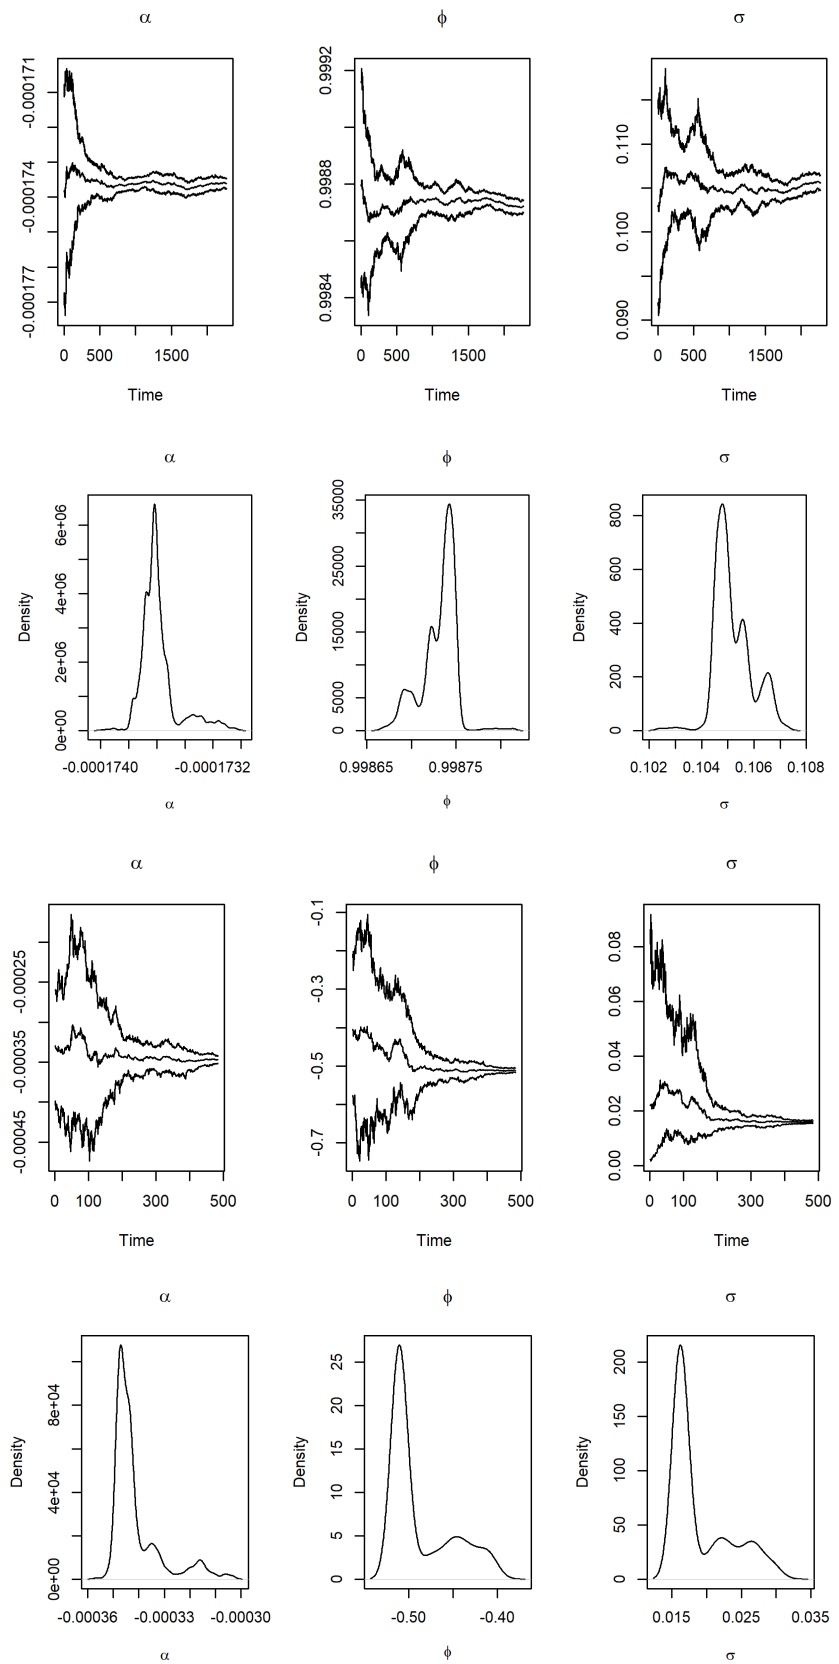 α ϕ σ
-0.000177 -0.000174 -0.000171
0.9984 0.9988 0.9992
0.090 0.100 0.110
0 500 1500
0 500 1500
0 500 1500
Time Time Time
α ϕ σ
Density
0e+00 2e+06 4e+06 6e+06
Density
0 5000 15000 25000 35000
Density
0 200 400 600 800
-0.0001740 -0.0001732
0.99865 0.99875
0.102 0.104 0.106 0.108
α ϕ σ
α ϕ σ
-0.00045 -0.00035 -0.00025
-0.7 -0.5 -0.3 -0.1
0.00 0.02 0.04 0.06 0.08
0 100 300 500
0 100 300 500
0 100 300 500
Time Time Time
α ϕ σ
Density
0e+00 4e+04 8e+04
Density
0 5 10 15 20 25
Density
0 50 100 150 200
-0.00036 -0.00033 -0.00030
-0.50 -0.40
0.015 0.025 0.035
α ϕ σ